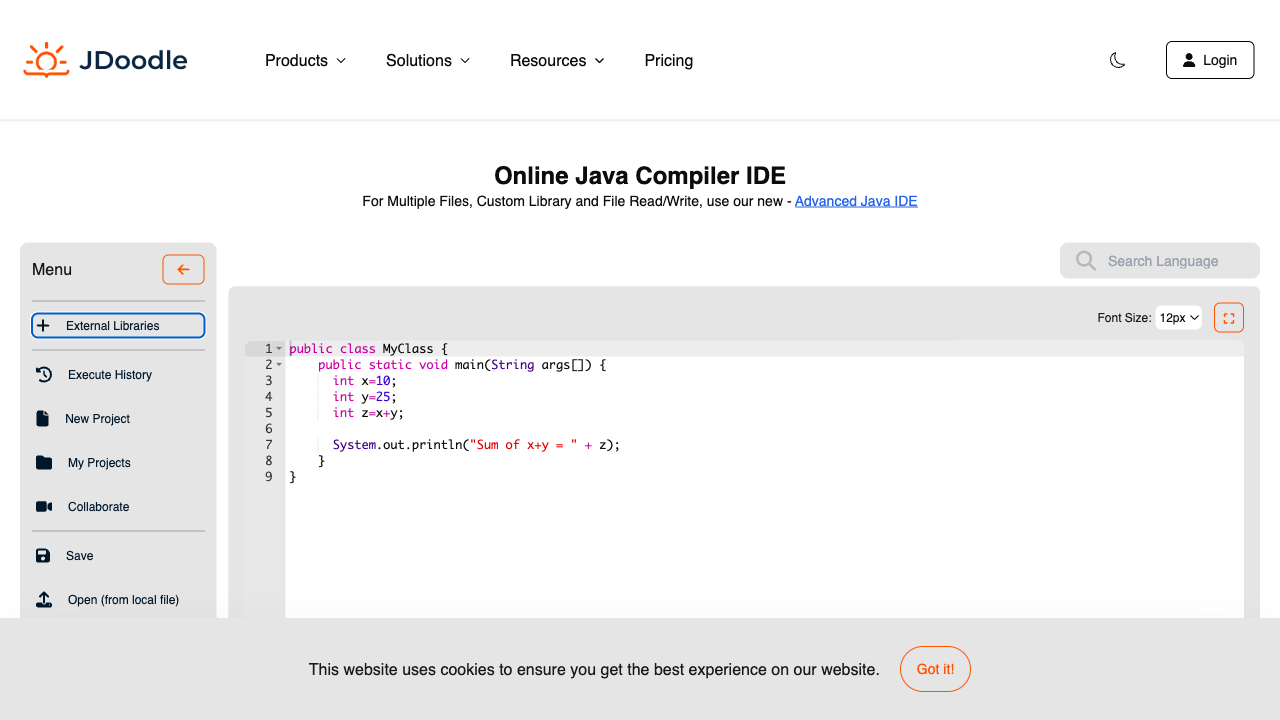 JDoodle
Products
Solutions
Resources
Pricing
Login
Online Java Compiler IDE
For Multiple Files, Custom Library and File Read/Write, use our new - Advanced Java IDE
Menu
Search Language
External Libraries
Font Size: 12px
Execute History
New Project
My Projects
Collaborate
Save
Open (from local file)
1 public class MyClass {
2     public static void main(String args[]) {
3       int x=10;
4       int y=25;
5       int z=x+y;
6
7       System.out.println("Sum of x+y = " + z);
8     }
9 }
This website uses cookies to ensure you get the best experience on our website. Got it!